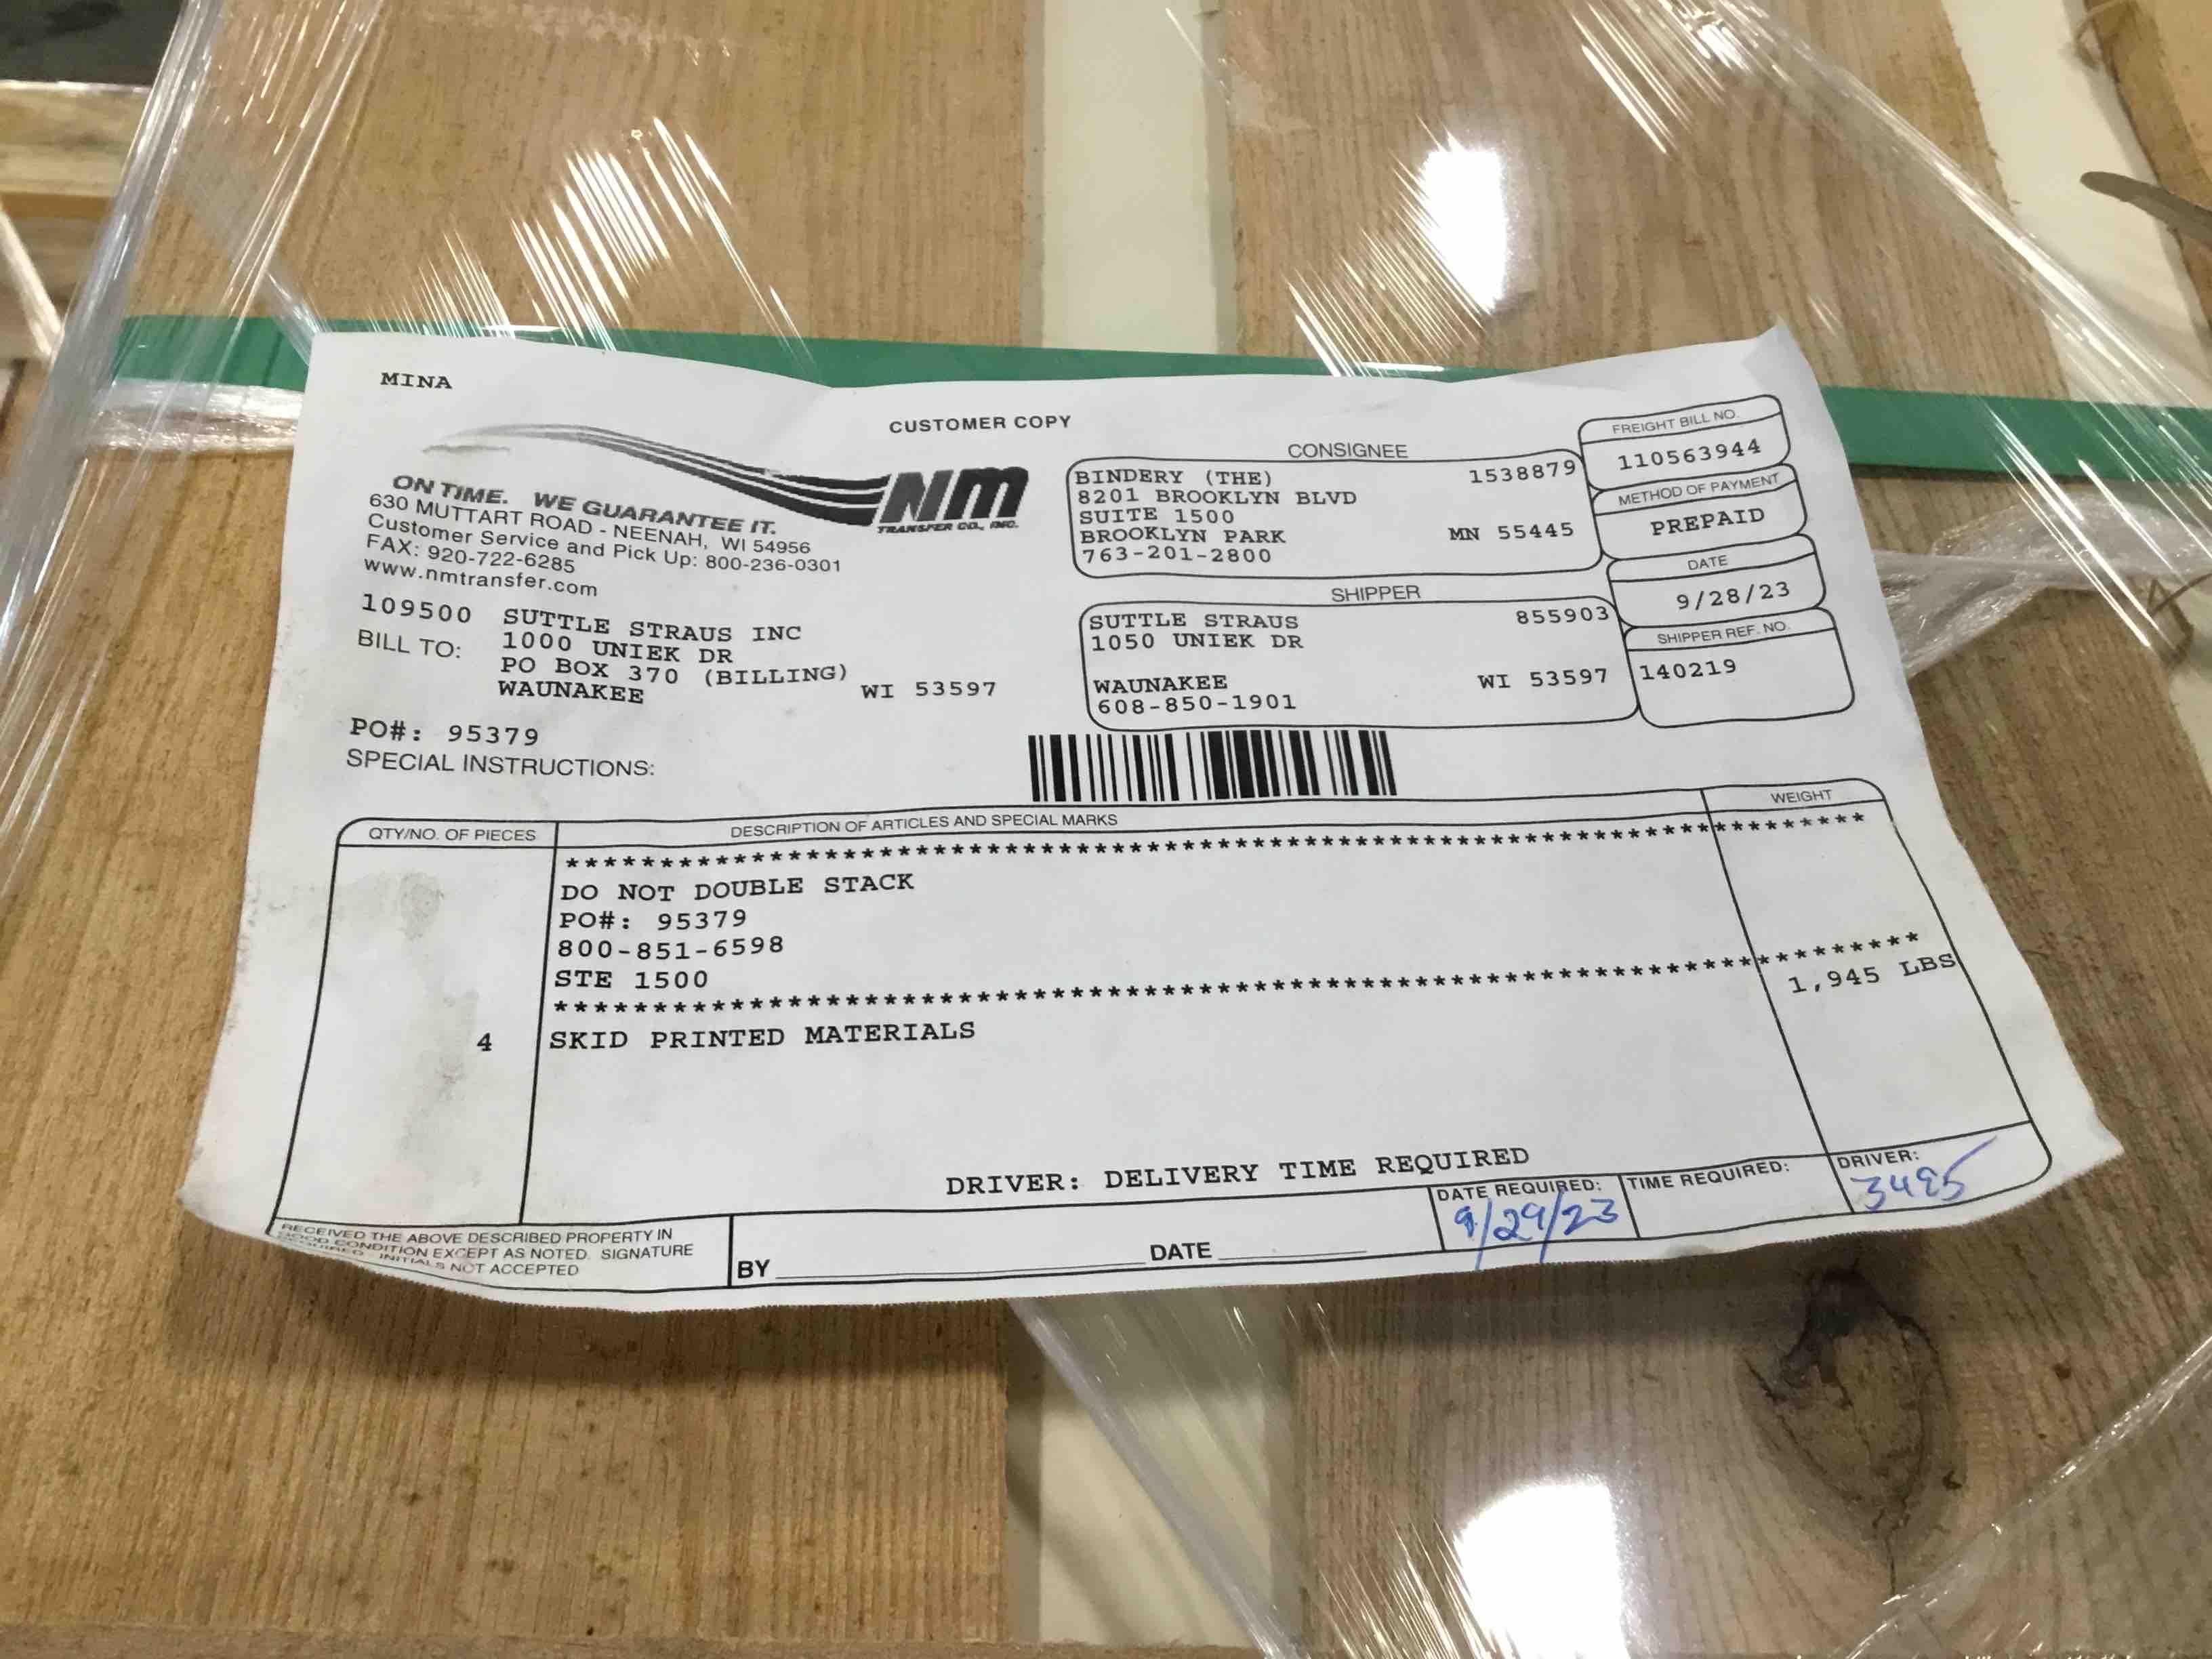 MINA
CUSTOMER COPY
NM
TRANSFER CO., INC.
ON TIME. WE GUARANTEE IT.
630 MUTTART ROAD - NEENAH, WI 54956
Customer Service and Pick Up: 800-236-0301
FAX: 920-722-6285
www.nmtransfer.com
109500 SUTTLE STRAUS INC
BILL TO: 1000 UNIEK DR
PO BOX 370 (BILLING)
WAUNAKEE WI 53597
PO#: 95379
SPECIAL INSTRUCTIONS:
CONSIGNEE
BINDERY (THE) 1538879
8201 BROOKLYN BLVD
SUITE 1500
BROOKLYN PARK MN 55445
763-201-2800
SHIPPER
SUTTLE STRAUS 855903
1050 UNIEK DR
WAUNAKEE WI 53597
608-850-1901
FREIGHT BILL NO.
110563944
METHOD OF PAYMENT
PREPAID
DATE
9/28/23
SHIPPER REF. NO.
140219
QTY/NO. OF PIECES DESCRIPTION OF ARTICLES AND SPECIAL MARKS WEIGHT
**********************************************************************
DO NOT DOUBLE STACK
PO#: 95379
800-851-6598
STE 1500
**********************************************************************
4 SKID PRINTED MATERIALS 1,945 LBS
DRIVER: DELIVERY TIME REQUIRED
RECEIVED THE ABOVE DESCRIBED PROPERTY IN
GOOD CONDITION EXCEPT AS NOTED. SIGNATURE
REQUIRED - INITIALS NOT ACCEPTED
BY DATE
DATE REQUIRED: TIME REQUIRED: DRIVER:
9/29/23 3495